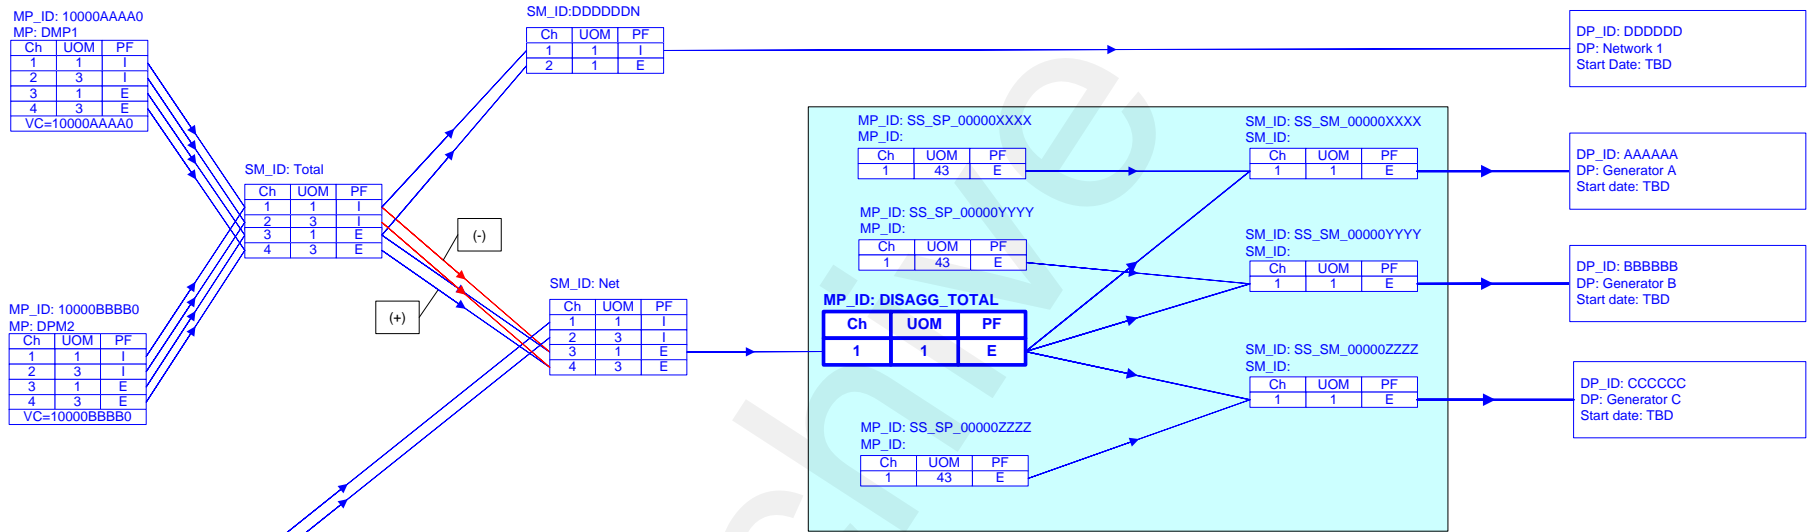 MP_ID: 10000AAAA0
MP: DMP1
Ch UOM PF
1 1 I
2 3 I
3 1 E
4 3 E
VC=10000AAAA0
MP_ID: 10000BBBB0
MP: DPM2
Ch UOM PF
1 1 I
2 3 I
3 1 E
4 3 E
VC=10000BBBB0
SM_ID: Total
Ch UOM PF
1 1 I
2 3 I
3 1 E
4 3 E
(-)
(+)
SM_ID:DDDDDDN
Ch UOM PF
1 1 I
2 1 E
SM_ID: Net
Ch UOM PF
1 1 I
2 3 I
3 1 E
4 3 E
MP_ID: SS_SP_00000XXXX
MP_ID:
Ch UOM PF
1 43 E
MP_ID: SS_SP_00000YYYY
MP_ID:
Ch UOM PF
1 43 E
MP_ID: DISAGG_TOTAL
Ch UOM PF
1 1 E
MP_ID: SS_SP_00000ZZZZ
MP_ID:
Ch UOM PF
1 43 E
SM_ID: SS_SM_00000XXXX
SM_ID:
Ch UOM PF
1 1 E
SM_ID: SS_SM_00000YYYY
SM_ID:
Ch UOM PF
1 1 E
SM_ID: SS_SM_00000ZZZZ
SM_ID:
Ch UOM PF
1 1 E
DP_ID: DDDDDD
DP: Network 1
Start Date: TBD
DP_ID: AAAAAA
DP: Generator A
Start date: TBD
DP_ID: BBBBBB
DP: Generator B
Start date: TBD
DP_ID: CCCCCC
DP: Generator C
Start date: TBD
chive